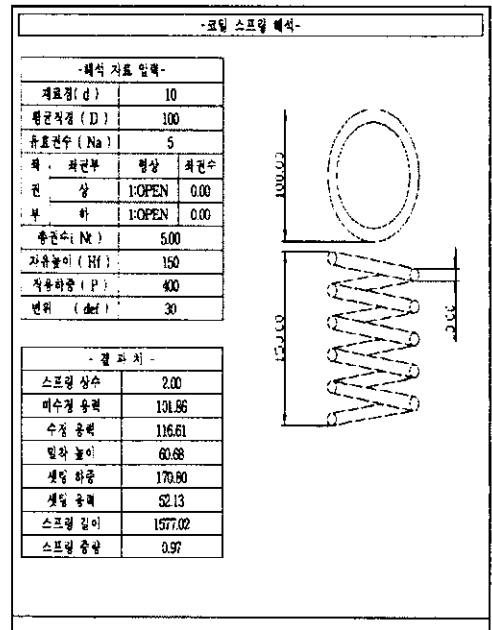 -코일 스프링 해석-
-해석 자료 입력-
재료경( d ) 10
평균직경 ( D ) 100
유효권수 ( Na ) 5
좌 좌권부 형상 좌권수
권 상 1:OPEN 0.00
부 하 1:OPEN 0.00
총권수( Nt ) 5.00
자유높이 ( Hf ) 150
작용하중 ( P ) 400
변위 ( def ) 30
- 결 과 치 -
스프링 상수 2.00
미수정 응력 101.86
수정 응력 116.61
밀착 높이 60.68
셋팅 하중 170.80
셋팅 응력 52.13
스프링 길이 1577.02
스프링 중량 0.97
100.00
150.00